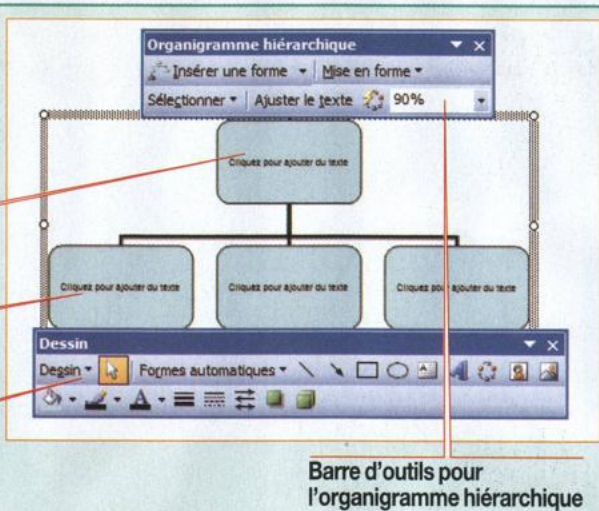 Organigramme hiérarchique
Insérer une forme Mise en forme
Sélectionner Ajuster le texte 90%
Cliquez pour ajouter du texte
Cliquez pour ajouter du texte Cliquez pour ajouter du texte Cliquez pour ajouter du texte
Dessin
Dessin Formes automatiques
Barre d'outils pour
l'organigramme hiérarchique